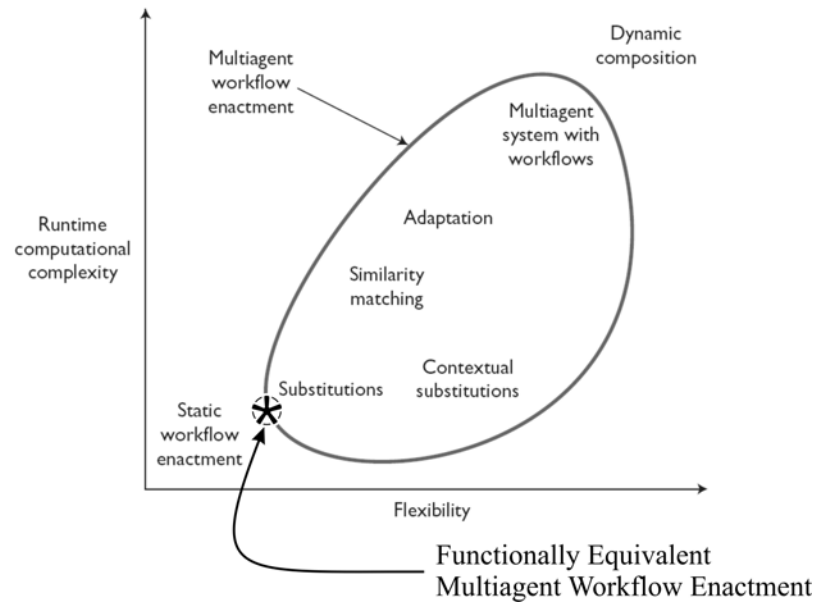 Dynamic
composition
Multiagent
workflow
enactment
Multiagent
system with
workflows
Adaptation
Runtime
computational
complexity
Similarity
matching
Contextual
substitutions
Substitutions
Static
workflow
enactment
Flexibility
Functionally Equivalent
Multiagent Workflow Enactment